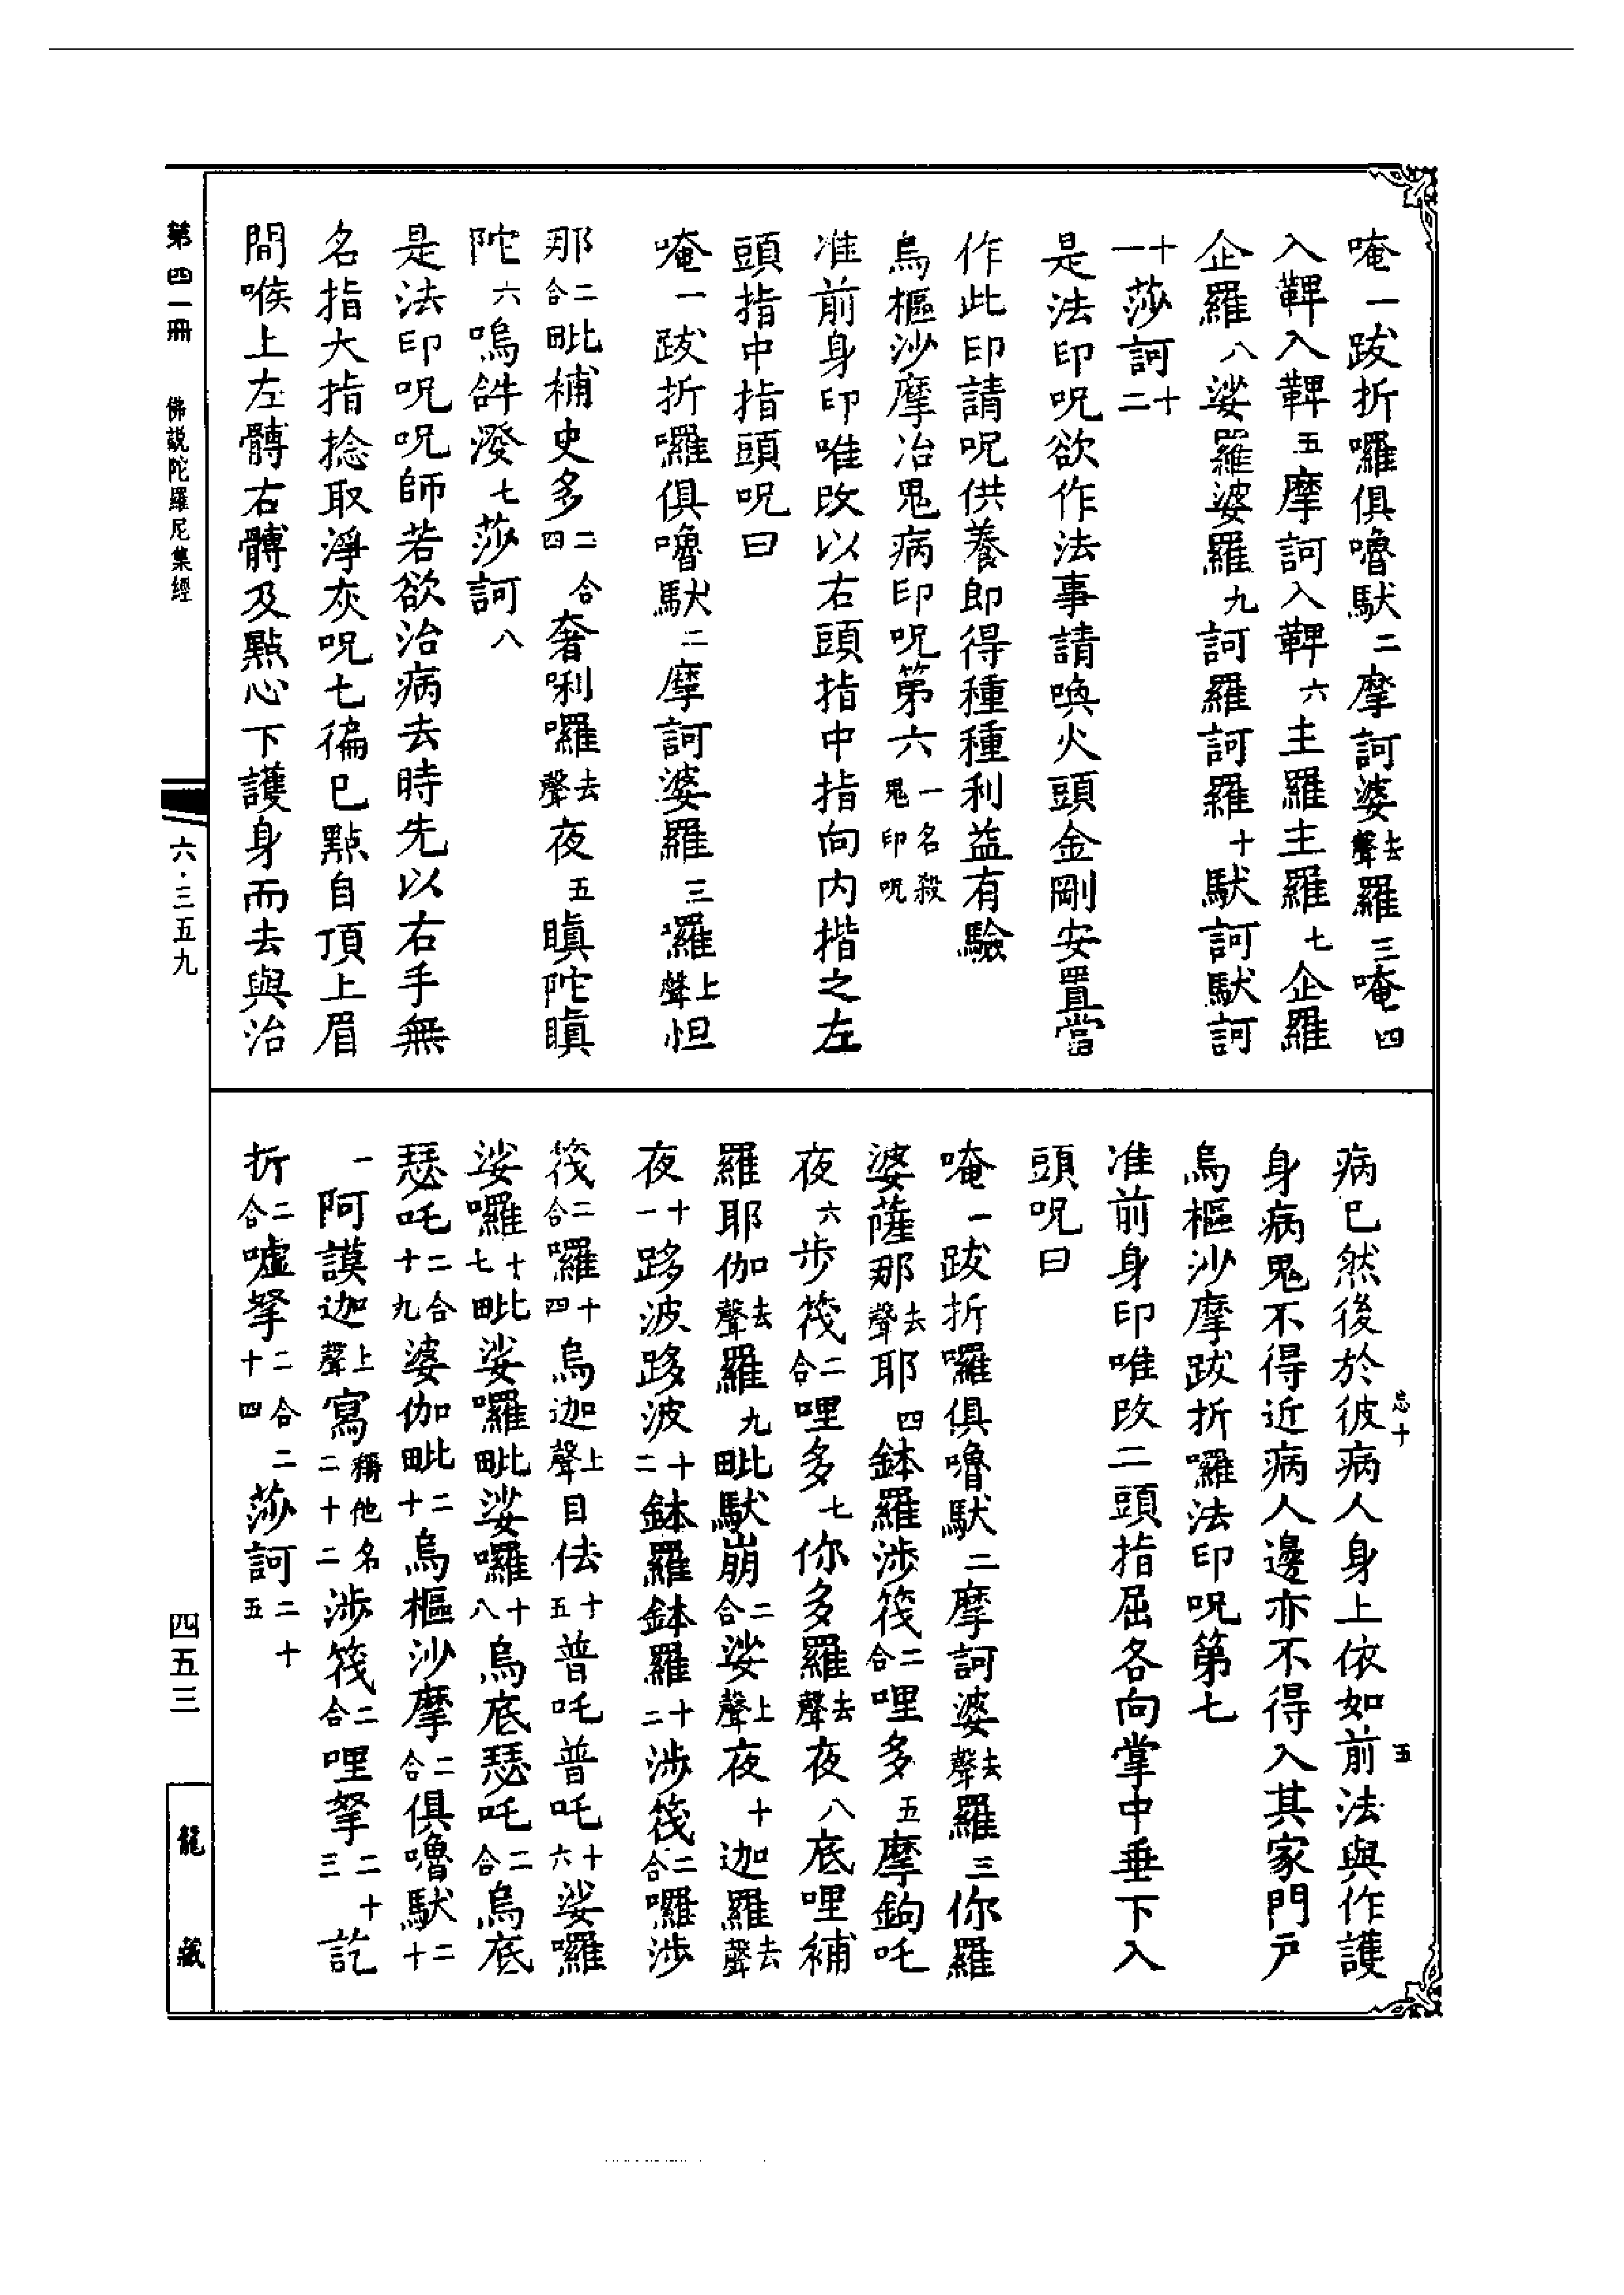 唵一跋折囉俱嚕馱二摩訶婆去聲羅三唵四
入鞞入鞞五摩訶入鞞六主羅主羅七企羅
企羅八娑羅婆羅九訶羅訶羅十馱訶馱訶
十一莎訶十二
是法印呪欲作法事請喚火頭金剛安置當
作此印請呪供養即得種種利益有驗
烏樞沙摩冶鬼病印呪第六一名殺鬼印呪
准前身印唯改以右頭指中指向內揩之左
頭指中指頭呪曰
唵一跋折囉俱嚕馱二摩訶婆羅三囉上聲怛
那二合毗補史多二合四奢唎囉去聲夜五瞋陀瞋
陀六嗚𤙖潑七莎訶八
是法印呪呪師若欲治病去時先以右手無
名指大指捻取淨灰呪七徧已點自頂上眉
間喉上左髆右髆及點心下護身而去與治
病已然後於彼病人身上依如前法與作護
身病鬼不得近病人邊亦不得入其家門戶
烏樞沙摩跋折囉法印呪第七
准前身印唯改二頭指屈各向掌中垂下入
頭呪曰
唵一跋折囉俱嚕馱二摩訶婆去聲羅三你羅
婆薩那去聲耶四鉢羅涉筏二合哩多五摩鉤吒
夜六步筏二合哩多七你多羅去聲夜八底哩補
羅耶伽去聲羅九毗馱崩二合娑上聲夜十迦羅去聲
夜十一跢波跢波十二鉢羅鉢羅十二涉筏二合囉涉
筏二合羅十四烏迦上聲目佉十五普吒普吒十六娑囉
娑囉十七毗娑囉毗娑囉十八烏底瑟吒二合烏底
瑟吒二合十九婆伽毗二十烏樞沙摩二合俱嚕馱二十
一阿謨迦上聲寫稱他名二十二涉筏二合哩拏二十三訖
折二合噓拏二合二十四莎訶二十五
忘十
五
第四一冊
佛說陀羅尼集經
六·三五九
四五三
龍藏